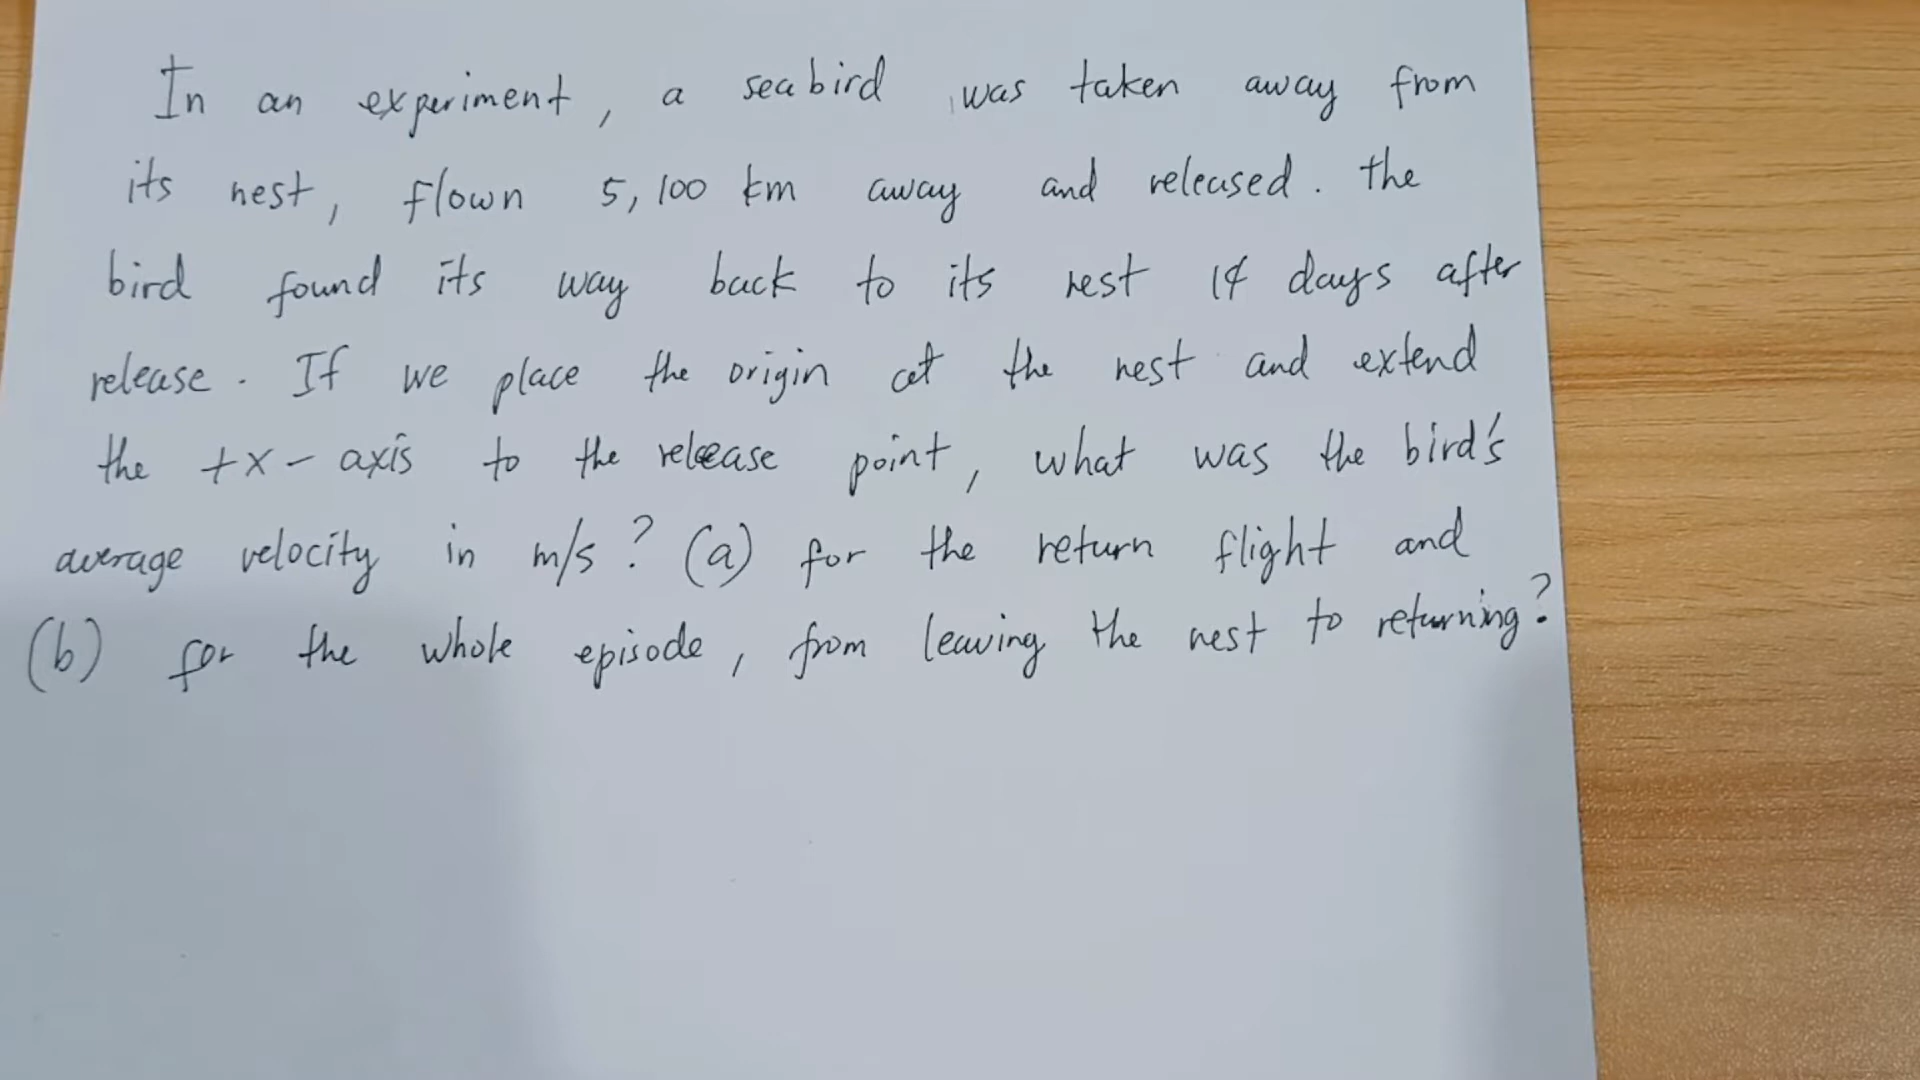 In an experiment, a seabird was taken away from
its nest, flown 5,100 km away and released. the
bird found its way back to its nest 14 days after
release. If we place the origin at the nest and extend
the +x-axis to the release point, what was the bird's
average velocity in m/s? (a) for the return flight and
(b) for the whole episode, from leaving the nest to returning?